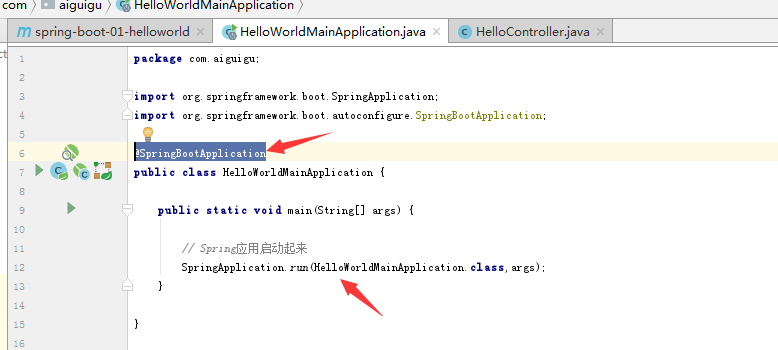 com aiguigu HelloWorldMainApplication
spring-boot-01-helloworld HelloWorldMainApplication.java HelloController.java
1 package com.aiguigu;
2
3 import org.springframework.boot.SpringApplication;
4 import org.springframework.boot.autoconfigure.SpringBootApplication;
5
6 @SpringBootApplication
7 public class HelloWorldMainApplication {
8
9 public static void main(String[] args) {
10
11 // Spring应用启动起来
12 SpringApplication.run(HelloWorldMainApplication.class,args);
13 }
14
15 }
16